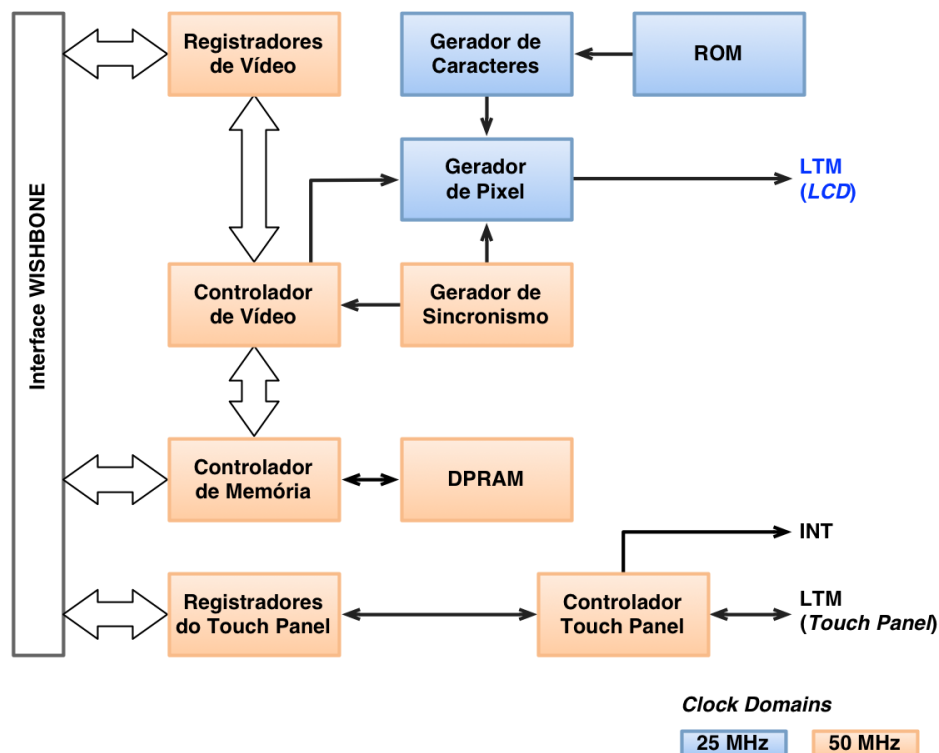 Interface WISHBONE
Registradores
de Vídeo
Gerador de
Caracteres
ROM
Gerador
de Pixel
LTM
(LCD)
Controlador
de Vídeo
Gerador de
Sincronismo
Controlador
de Memória
DPRAM
INT
Registradores
do Touch Panel
Controlador
Touch Panel
LTM
(Touch Panel)
Clock Domains
25 MHz
50 MHz